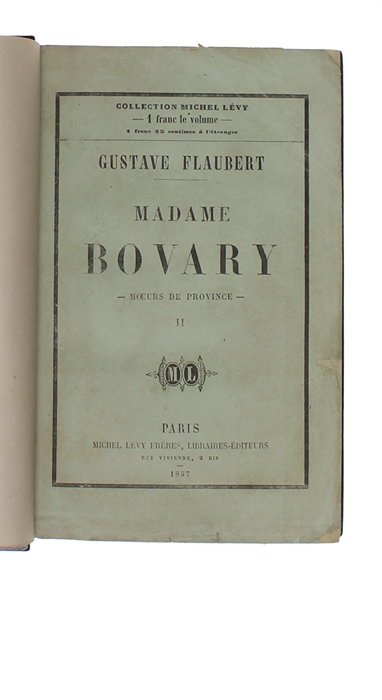 COLLECTION MICHEL LÉVY
— 1 franc le volume —
1 franc 25 centimes à l'étranger
GUSTAVE FLAUBERT
MADAME
BOVARY
— MŒURS DE PROVINCE —
II
ML
PARIS
MICHEL LEVY FRÈRES, LIBRAIRES-ÉDITEURS
RUE VIVIENNE, 2 BIS
—
1857